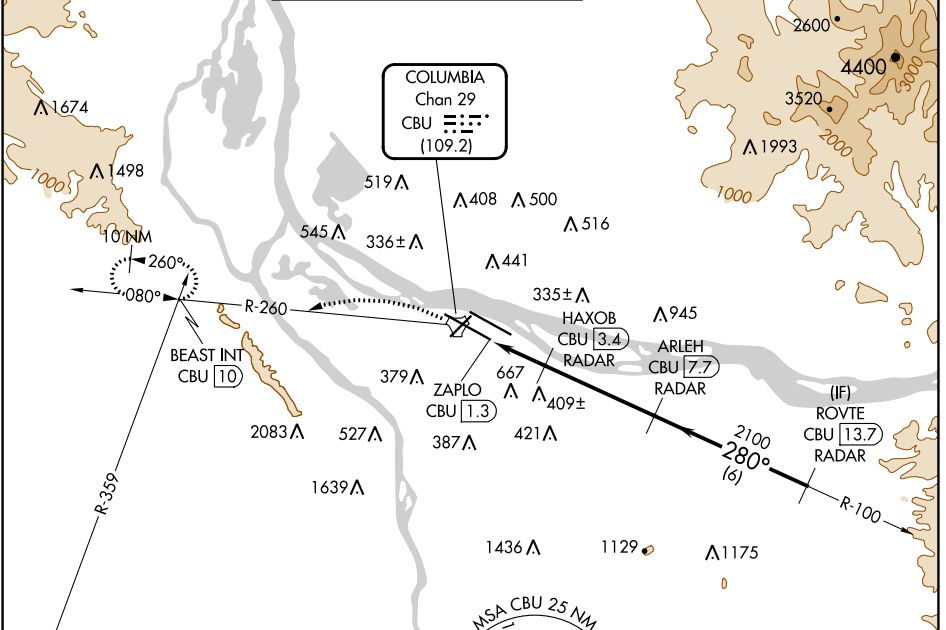 2600
4400
3000
3520
2000
1674
COLUMBIA
Chan 29
CBU
(109.2)
1993
1498
1000
1000
519
408
500
516
545
336±
441
10 NM
260°
080°
R-260
335±
HAXOB
CBU 3.4
RADAR
945
ARLEH
CBU 7.7
RADAR
BEAST INT
CBU 10
379
667
ZAPLO
CBU 1.3
409±
(IF)
ROVTE
CBU 13.7
RADAR
2083
527
387
421
2100
280°
(6)
1639
R-359
R-100
1436
1129
1175
MSA CBU 25 NM